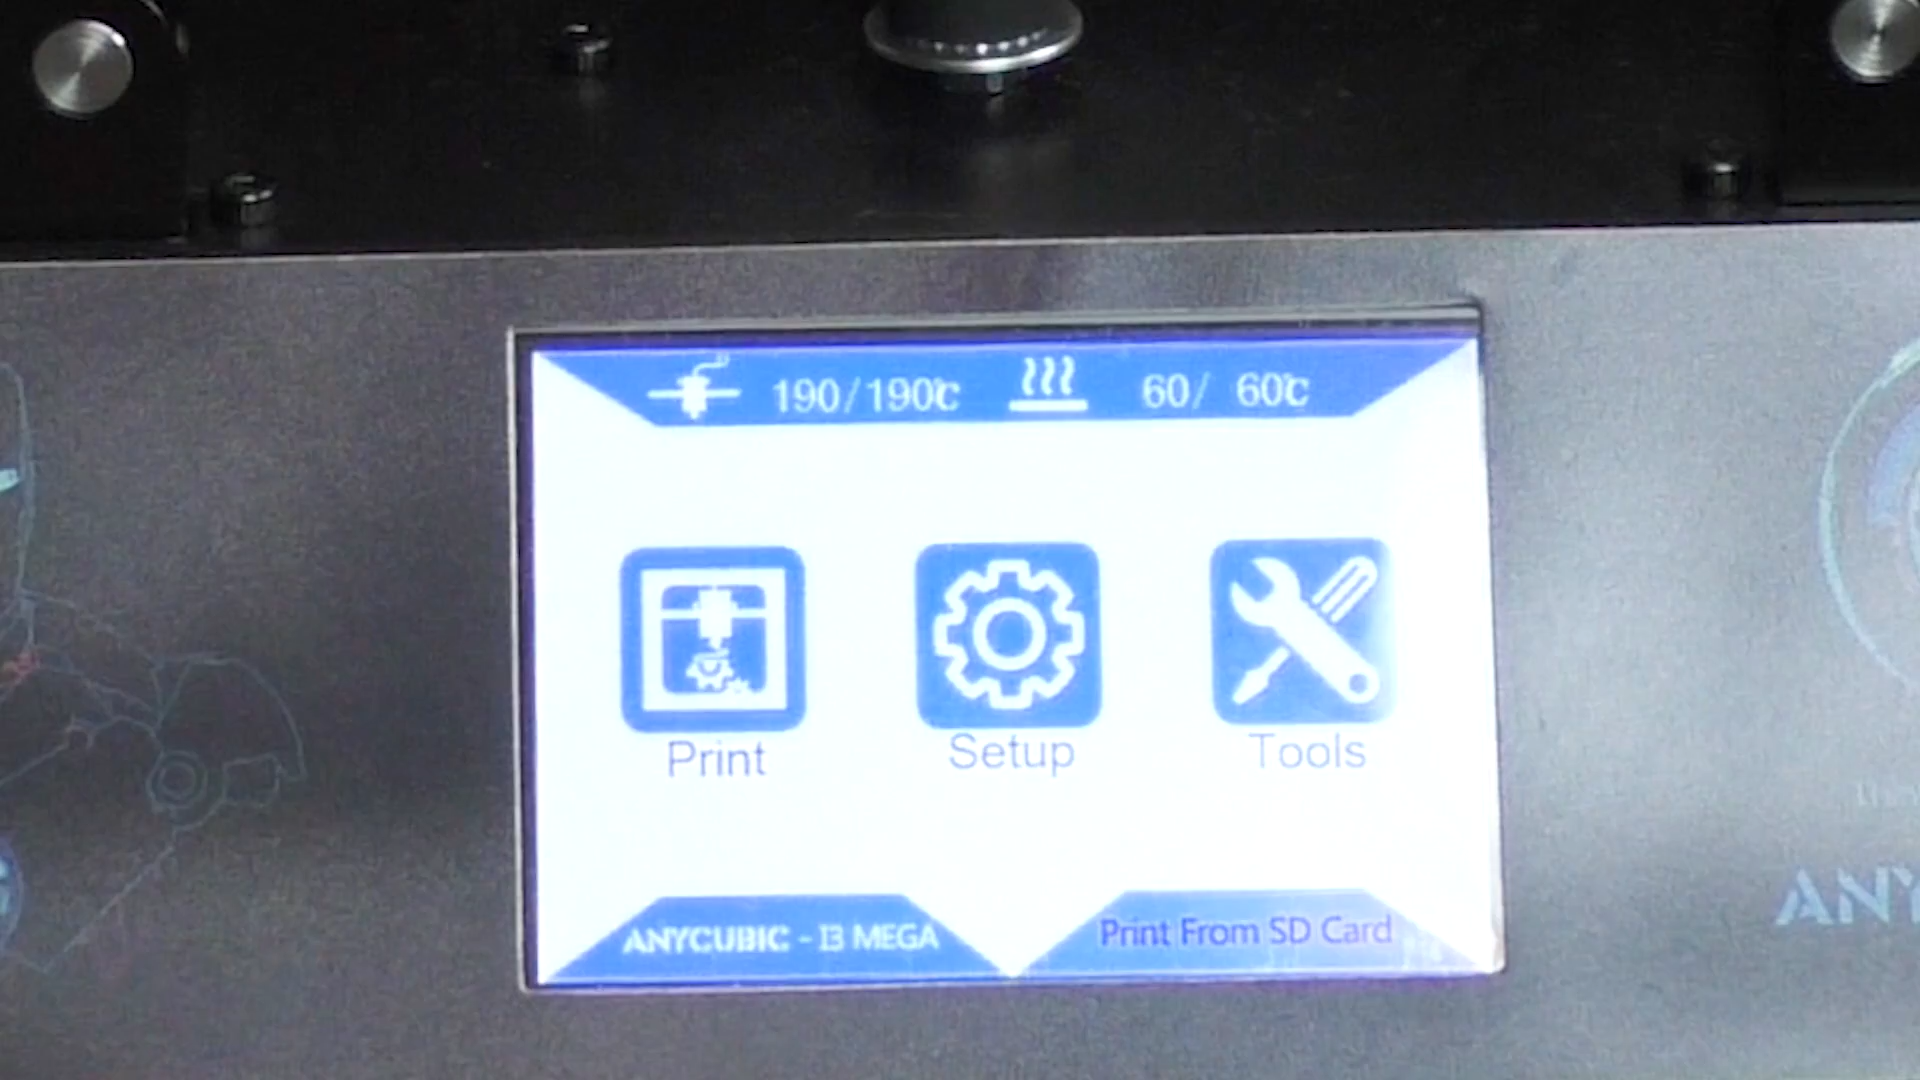 190/190℃ 60/ 60℃
Print Setup Tools
ANYCUBIC - I3 MEGA Print From SD Card